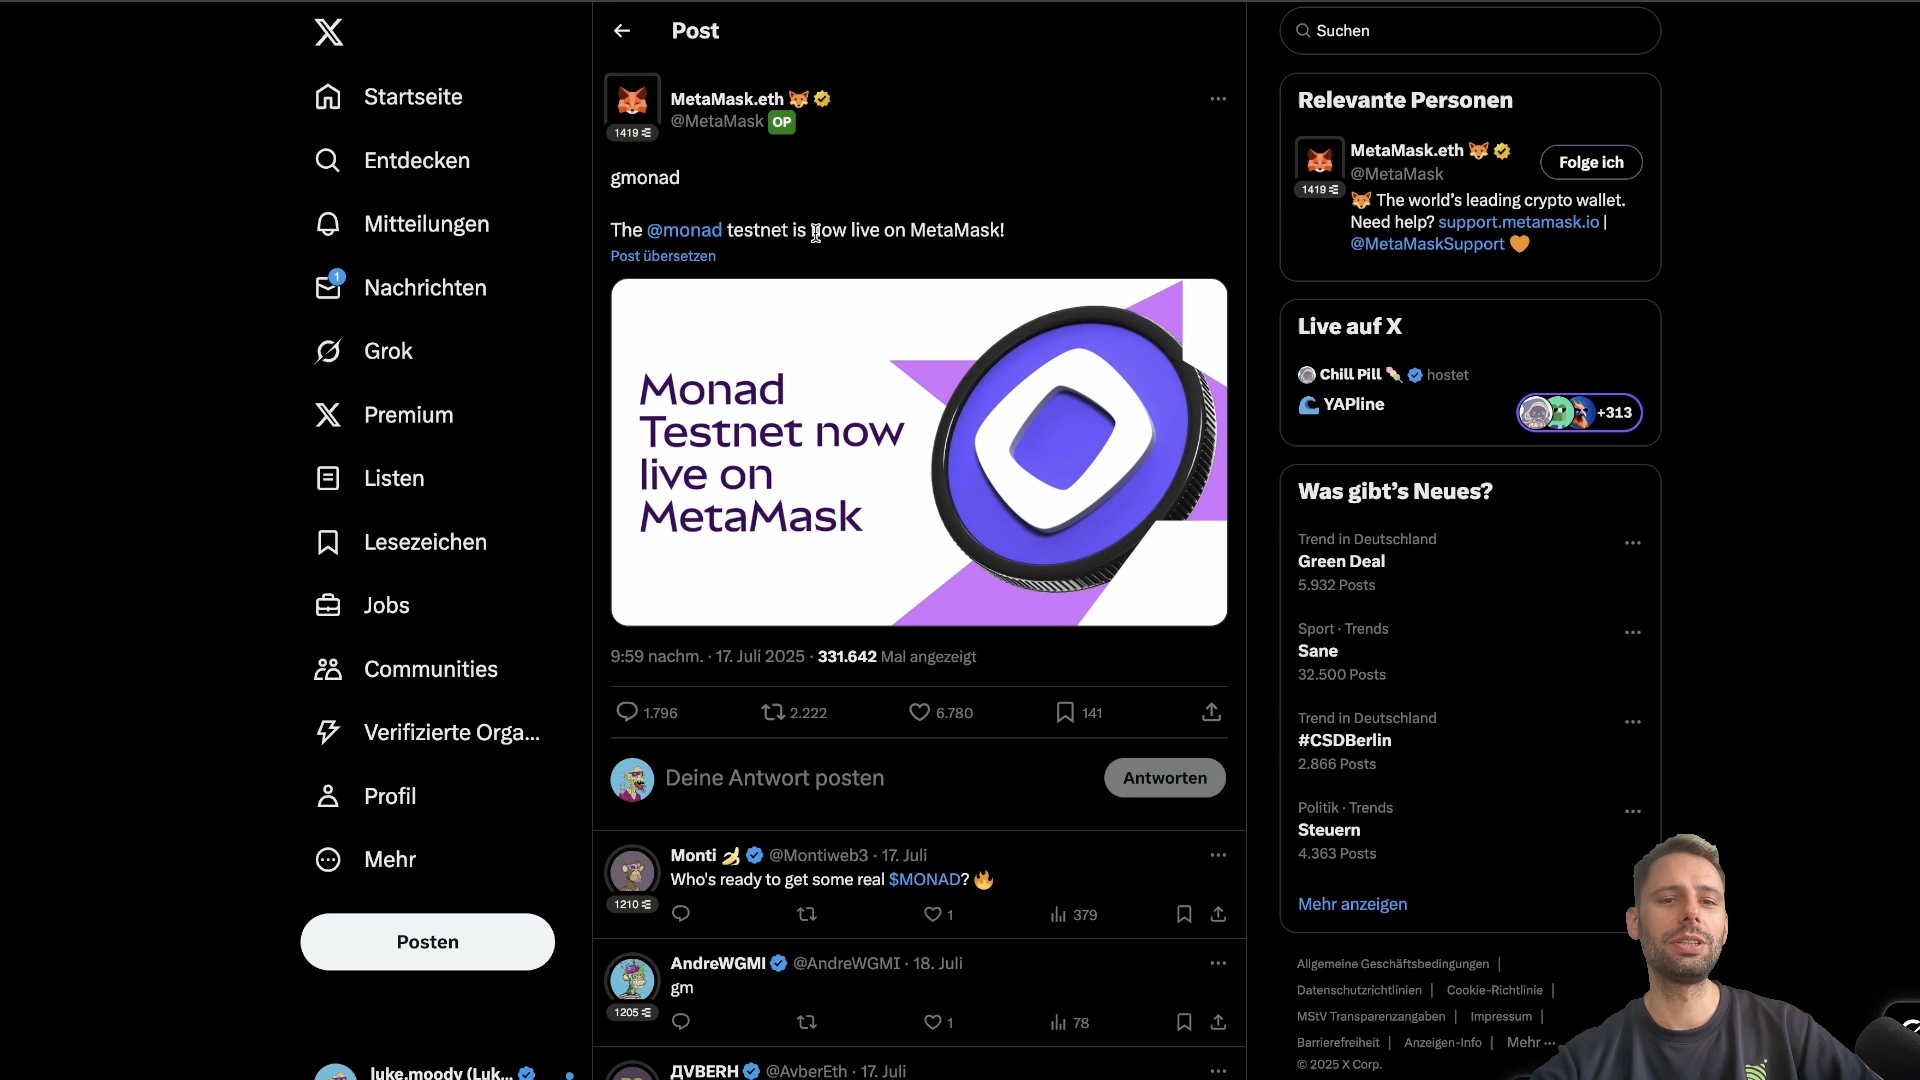 Startseite
Entdecken
Mitteilungen
1
Nachrichten
Grok
Premium
Listen
Lesezeichen
Jobs
Communities
Verifizierte Orga...
Profil
Mehr
Posten
luke.moody (Luk...
Post
MetaMask.eth
@MetaMask OP
1419
gmonad
The @monad testnet is now live on MetaMask!
Post übersetzen
Monad
Testnet now
live on
MetaMask
9:59 nachm. · 17. Juli 2025 · 331.642 Mal angezeigt
1.796 2.222 6.780 141
Deine Antwort posten
Antworten
Monti @Montiweb3 · 17. Juli
Who's ready to get some real $MONAD?
1210
1 379
AndreWGMI @AndreWGMI · 18. Juli
gm
1205
1 78
ДVBERH @AvberEth · 17. Juli
Suchen
Relevante Personen
MetaMask.eth
@MetaMask
Folge ich
1419
The world’s leading crypto wallet.
Need help? support.metamask.io |
@MetaMaskSupport
Live auf X
Chill Pill hostet
YAPline
+313
Was gibt’s Neues?
Trend in Deutschland
Green Deal
5.932 Posts
Sport · Trends
Sane
32.500 Posts
Trend in Deutschland
#CSDBerlin
2.866 Posts
Politik · Trends
Steuern
4.363 Posts
Mehr anzeigen
Allgemeine Geschäftsbedingungen |
Datenschutzrichtlinien | Cookie-Richtlinie |
MStV Transparenzangaben | Impressum |
Barrierefreiheit | Anzeigen-Info | Mehr ···
© 2025 X Corp.